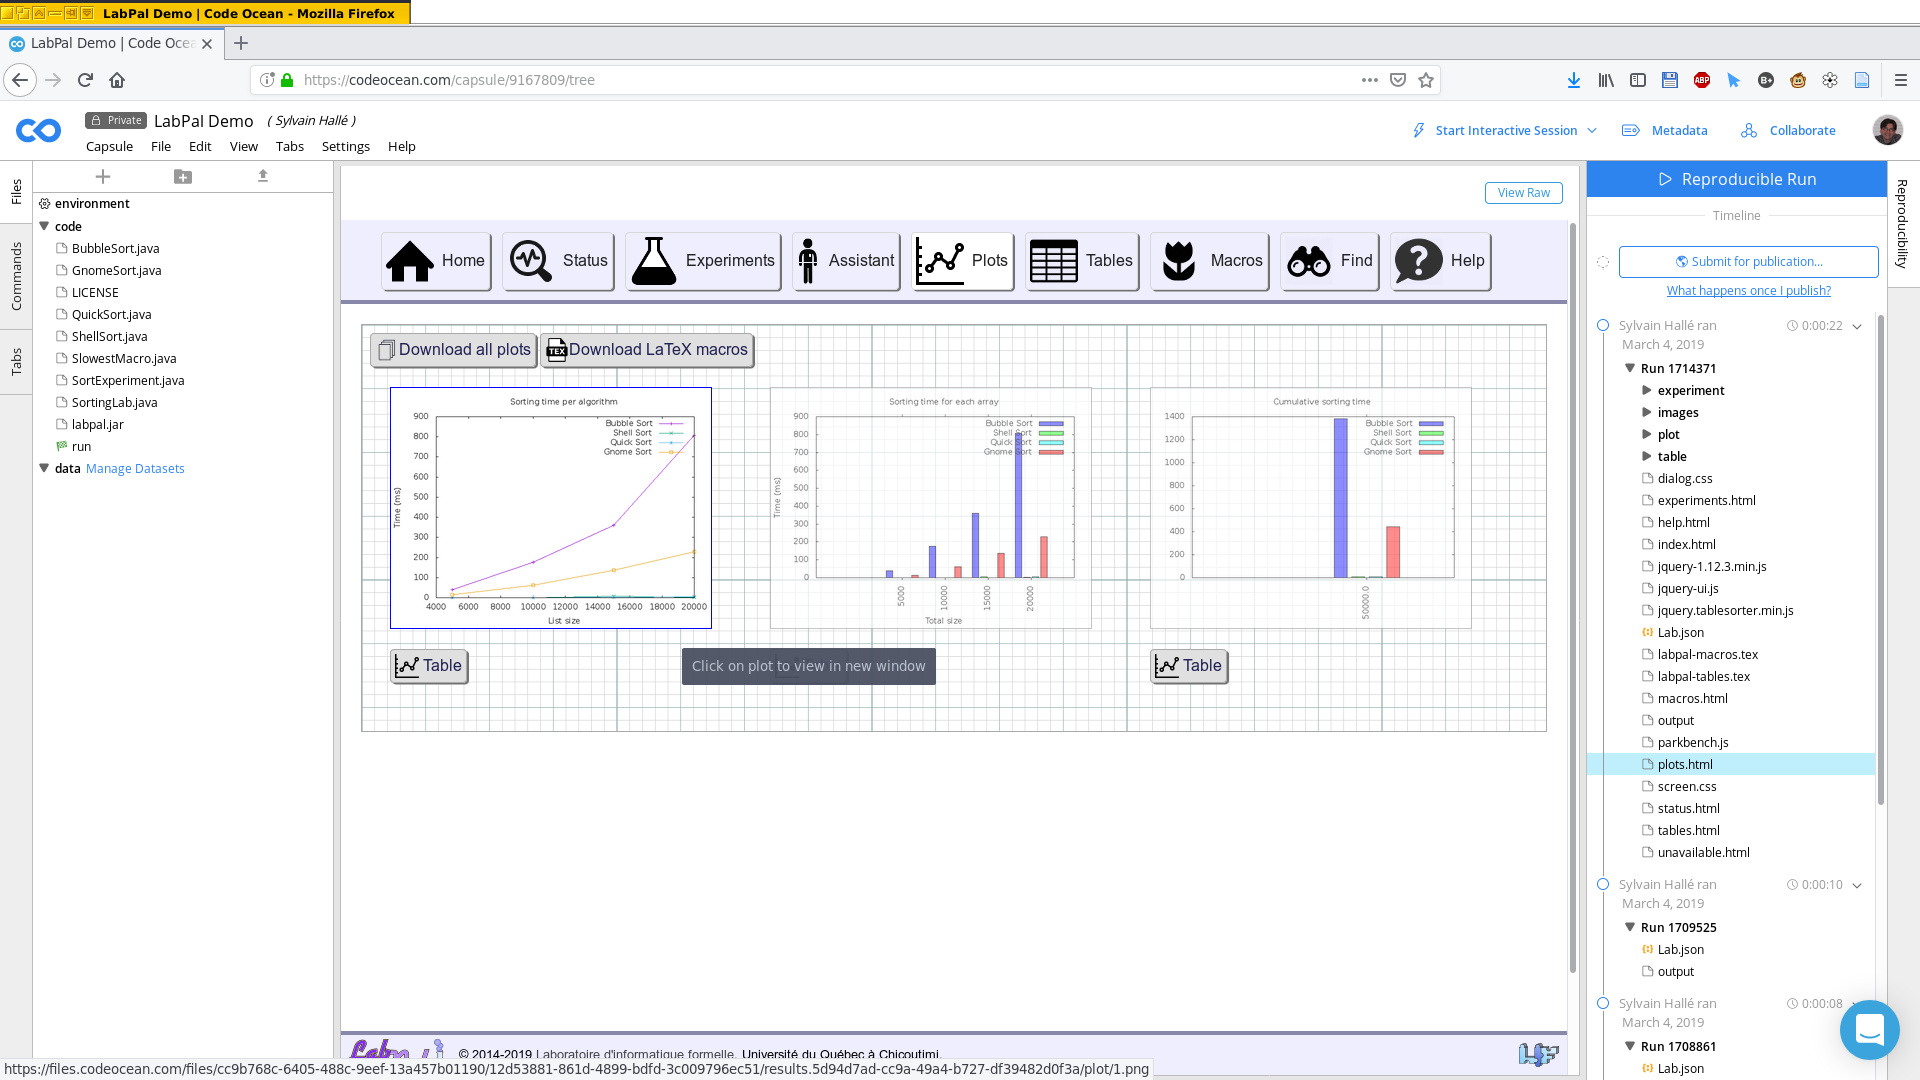 LabPal Demo | Code Ocean - Mozilla Firefox
LabPal Demo | Code Ocea
https://codeocean.com/capsule/9167809/tree
Private LabPal Demo ( Sylvain Hallé )
Capsule File Edit View Tabs Settings Help
Start Interactive Session Metadata Collaborate
Files
Commands
Tabs
environment
code
BubbleSort.java
GnomeSort.java
LICENSE
QuickSort.java
ShellSort.java
SlowestMacro.java
SortExperiment.java
SortingLab.java
labpal.jar
run
data Manage Datasets
View Raw
Home Status Experiments Assistant Plots Tables Macros Find Help
Download all plots Download LaTeX macros
Sorting time per algorithm
Time (ms)
900
800
700
600
500
400
300
200
100
0
4000 6000 8000 10000 12000 14000 16000 18000 20000
List size
Bubble Sort
Shell Sort
Quick Sort
Gnome Sort
Sorting time for each array
Time (ms)
900
800
700
600
500
400
300
200
100
0
5000 10000 15000 20000
Total size
Bubble Sort
Shell Sort
Quick Sort
Gnome Sort
Cumulative sorting time
1400
1200
1000
800
600
400
200
0
50000.0
Bubble Sort
Shell Sort
Quick Sort
Gnome Sort
Table
Click on plot to view in new window
Table
© 2014-2019 Laboratoire d'informatique formelle, Université du Québec à Chicoutimi.
https://files.codeocean.com/files/cc9b768c-6405-488c-9eef-13a457b01190/12d53881-861d-4899-bdfd-3c009796ec51/results.5d94d7ad-cc9a-49a4-b727-df39482d0f3a/plot/1.png
Reproducible Run
Reproducibility
Timeline
Submit for publication...
What happens once I publish?
Sylvain Hallé ran 0:00:22
March 4, 2019
Run 1714371
experiment
images
plot
table
dialog.css
experiments.html
help.html
index.html
jquery-1.12.3.min.js
jquery-ui.js
jquery.tablesorter.min.js
Lab.json
labpal-macros.tex
labpal-tables.tex
macros.html
output
parkbench.js
plots.html
screen.css
status.html
tables.html
unavailable.html
Sylvain Hallé ran 0:00:10
March 4, 2019
Run 1709525
Lab.json
output
Sylvain Hallé ran 0:00:08
March 4, 2019
Run 1708861
Lab.json